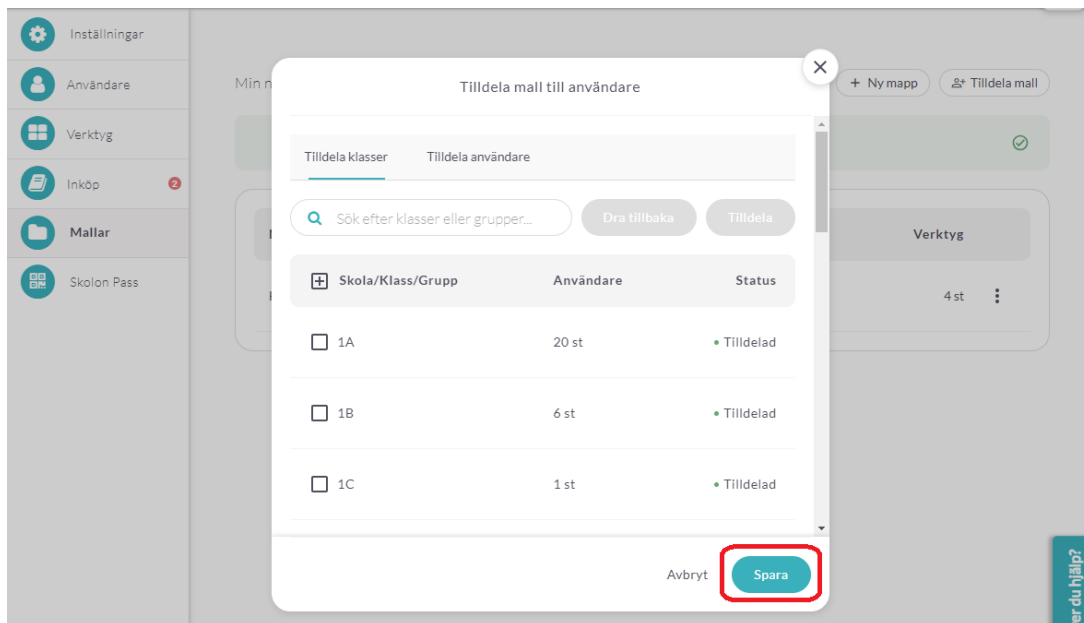 Inställningar
Användare
Verktyg
Inköp 2
Mallar
Skolon Pass
Min n
+ Ny mapp
Tilldela mall
Verktyg
4 st
Tilldela mall till användare
Tilldela klasser Tilldela användare
Sök efter klasser eller grupper...
Dra tillbaka
Tilldela
Skola/Klass/Grupp Användare Status
1A 20 st Tilldelad
1B 6 st Tilldelad
1C 1 st Tilldelad
Avbryt Spara
er du hjälp?